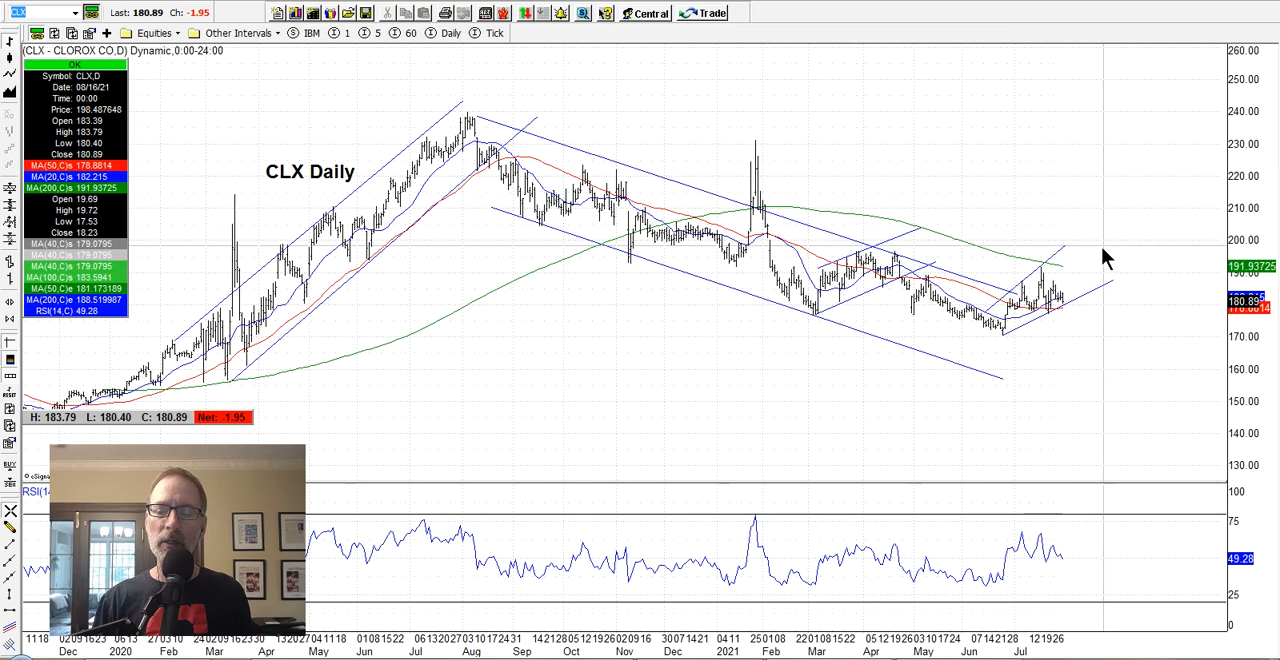 CLX Last: 180.89 Ch: -1.95 Central Trade
Equities Other Intervals IBM 1 5 60 Daily Tick
(CLX - CLOROX CO,D) Dynamic,0:00-24:00
OK
Symbol: CLX,D
Date: 08/16/21
Time: 00:00
Price: 198.487648
Open 183.39
High 183.79
Low 180.40
Close 180.89
MA(50,C)s 178.8814
MA(20,C)s 182.215
MA(200,C)s 191.93725
Open 19.69
High 19.72
Low 17.53
Close 18.23
MA(40,C)s 179.0795
MA(40,C)s 179.0795
MA(40,C)s 179.0795
MA(100,C)s 183.5941
MA(50,C)s 181.173189
MA(200,C)e 188.519987
RSI(14,C) 49.28
CLX Daily
260.00
250.00
240.00
230.00
220.00
210.00
200.00
191.93725
180.89
170.00
160.00
150.00
140.00
130.00
H: 183.79 L: 180.40 C: 180.89 Net: -1.95
100
75
49.28
25
0
RESET
BUY
Dec 2020 Feb Mar Apr May Jun Jul Aug Sep Oct Nov Dec 2021 Feb Mar Apr May Jun Jul